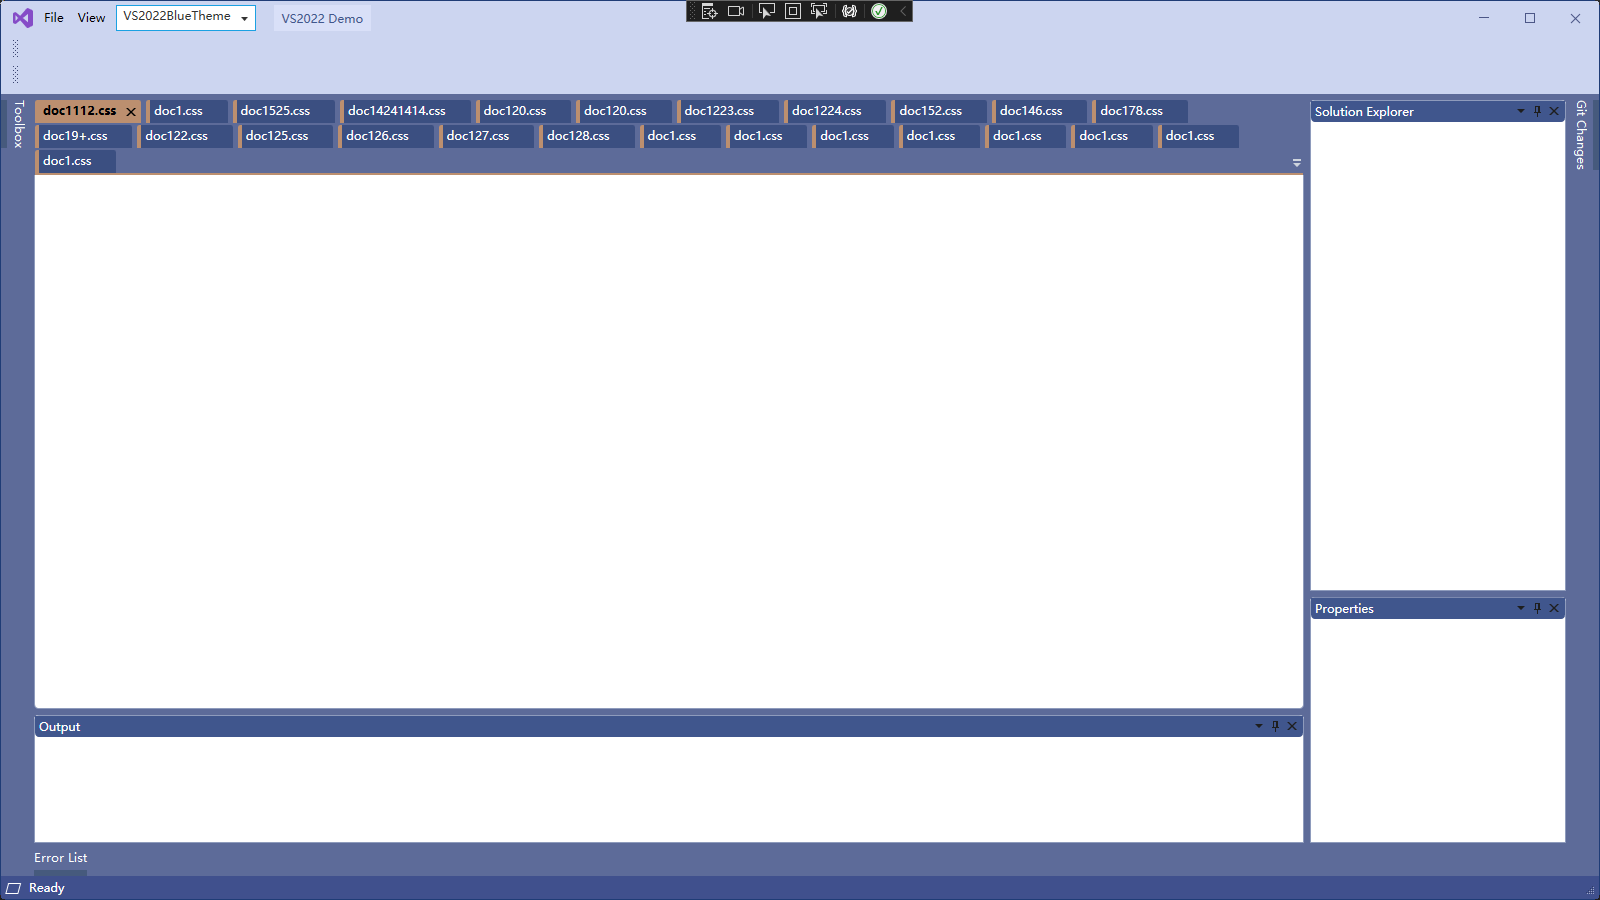 File View VS2022BlueTheme VS2022 Demo
Toolbox
doc1112.css doc1.css doc1525.css doc14241414.css doc120.css doc120.css doc1223.css doc1224.css doc152.css doc146.css doc178.css
doc19+.css doc122.css doc125.css doc126.css doc127.css doc128.css doc1.css doc1.css doc1.css doc1.css doc1.css doc1.css doc1.css
doc1.css
Solution Explorer
Git Changes
Properties
Output
Error List
Ready